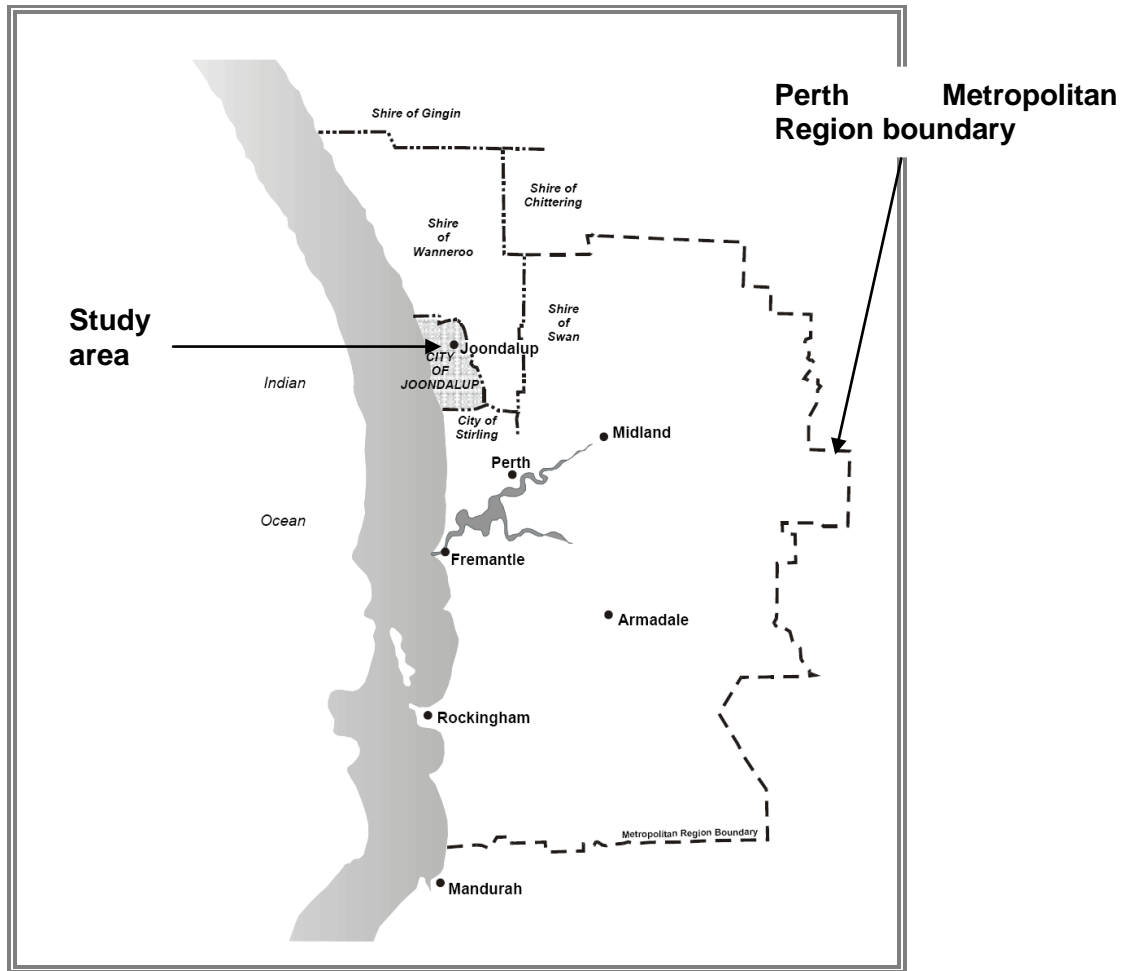 Perth Metropolitan
Region boundary
Shire of Gingin
Shire of
Chittering
Shire
of
Wanneroo
Shire
of
Swan
Study
area
Joondalup
CITY
OF
JOONDALUP
Indian
City of
Stirling
Midland
Perth
Ocean
Fremantle
Armadale
Rockingham
Metropolitan Region Boundary
Mandurah